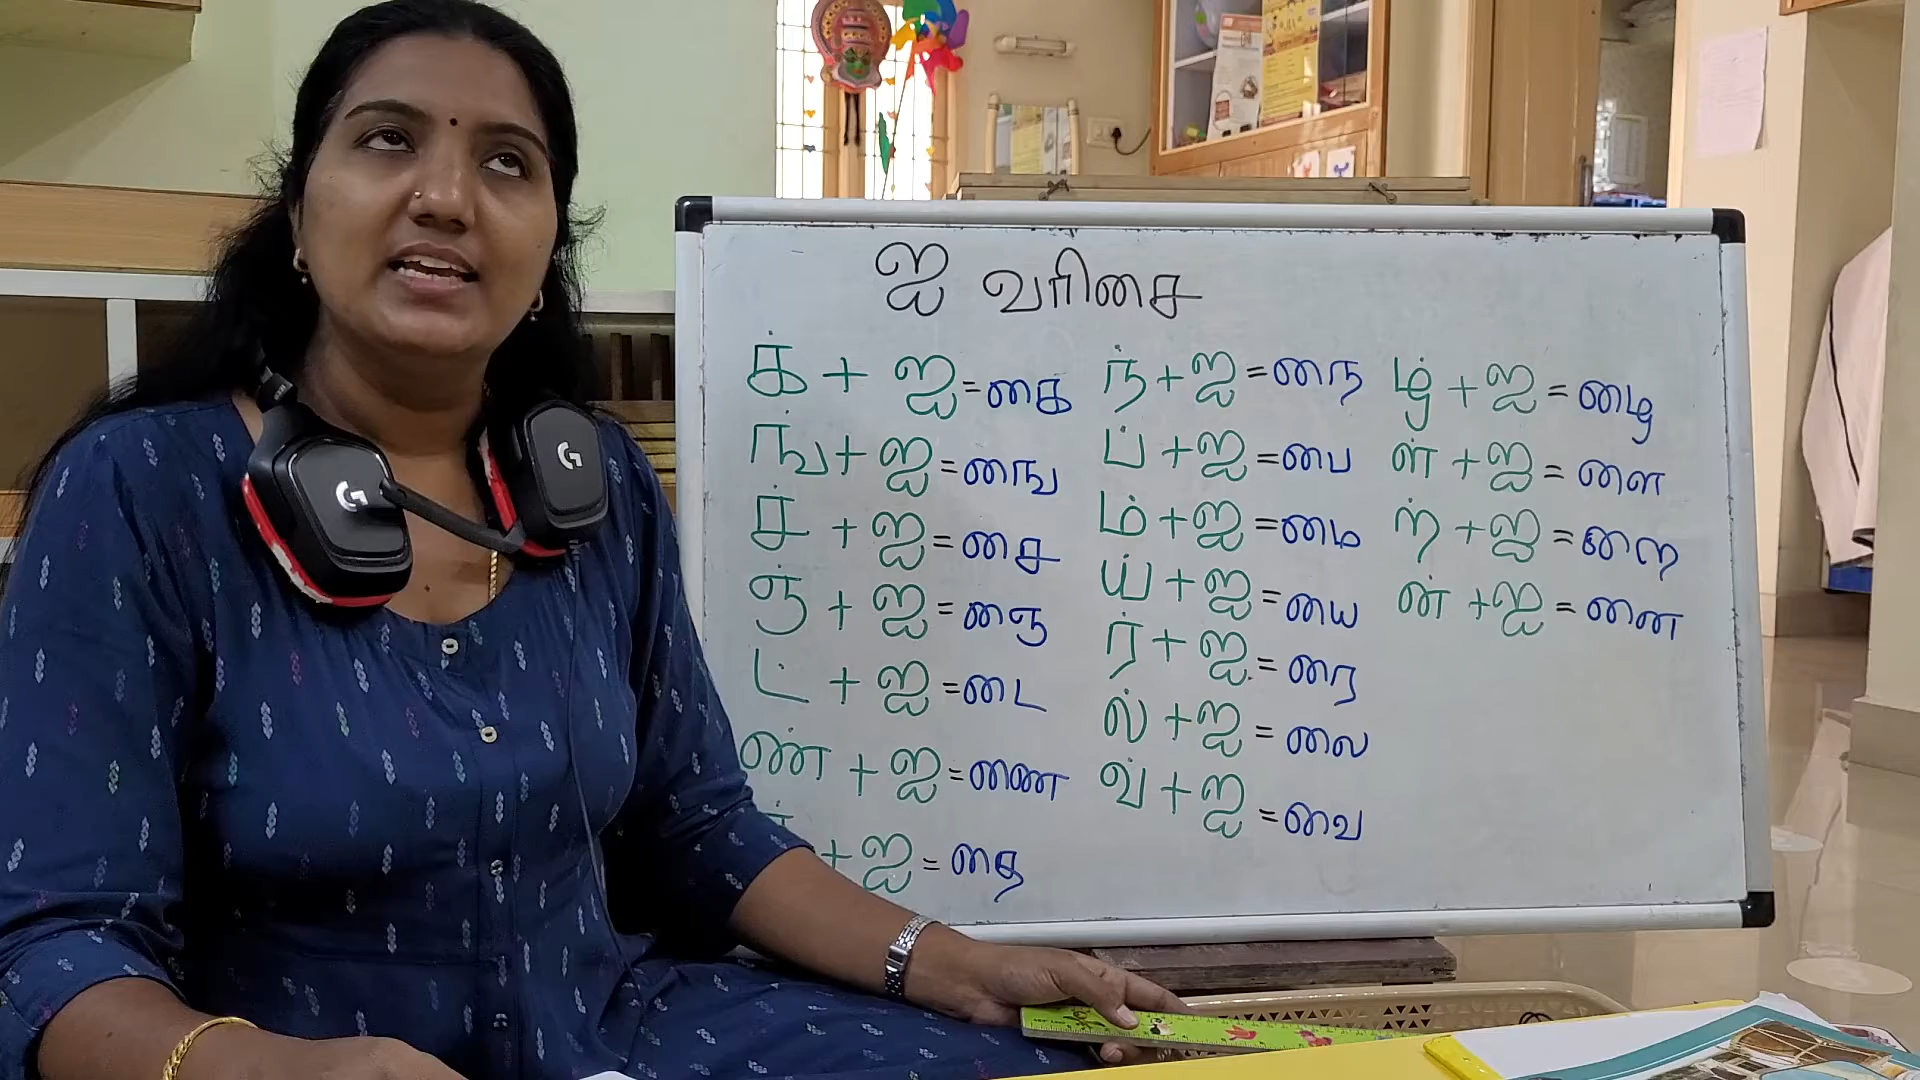 ஐ வரிசை
க் + ஐ = கை
ங் + ஐ = ஙை
ச் + ஐ = சை
ஞ் + ஐ = ஞை
ட் + ஐ = டை
ண் + ஐ = ணை
+ ஐ = தை
ந் + ஐ = நை
ப் + ஐ = பை
ம் + ஐ = மை
ய் + ஐ = யை
ர் + ஐ = ரை
ல் + ஐ = லை
வ் + ஐ = வை
ழ் + ஐ = ழை
ள் + ஐ = ளை
ற் + ஐ = றை
ன் + ஐ = னை